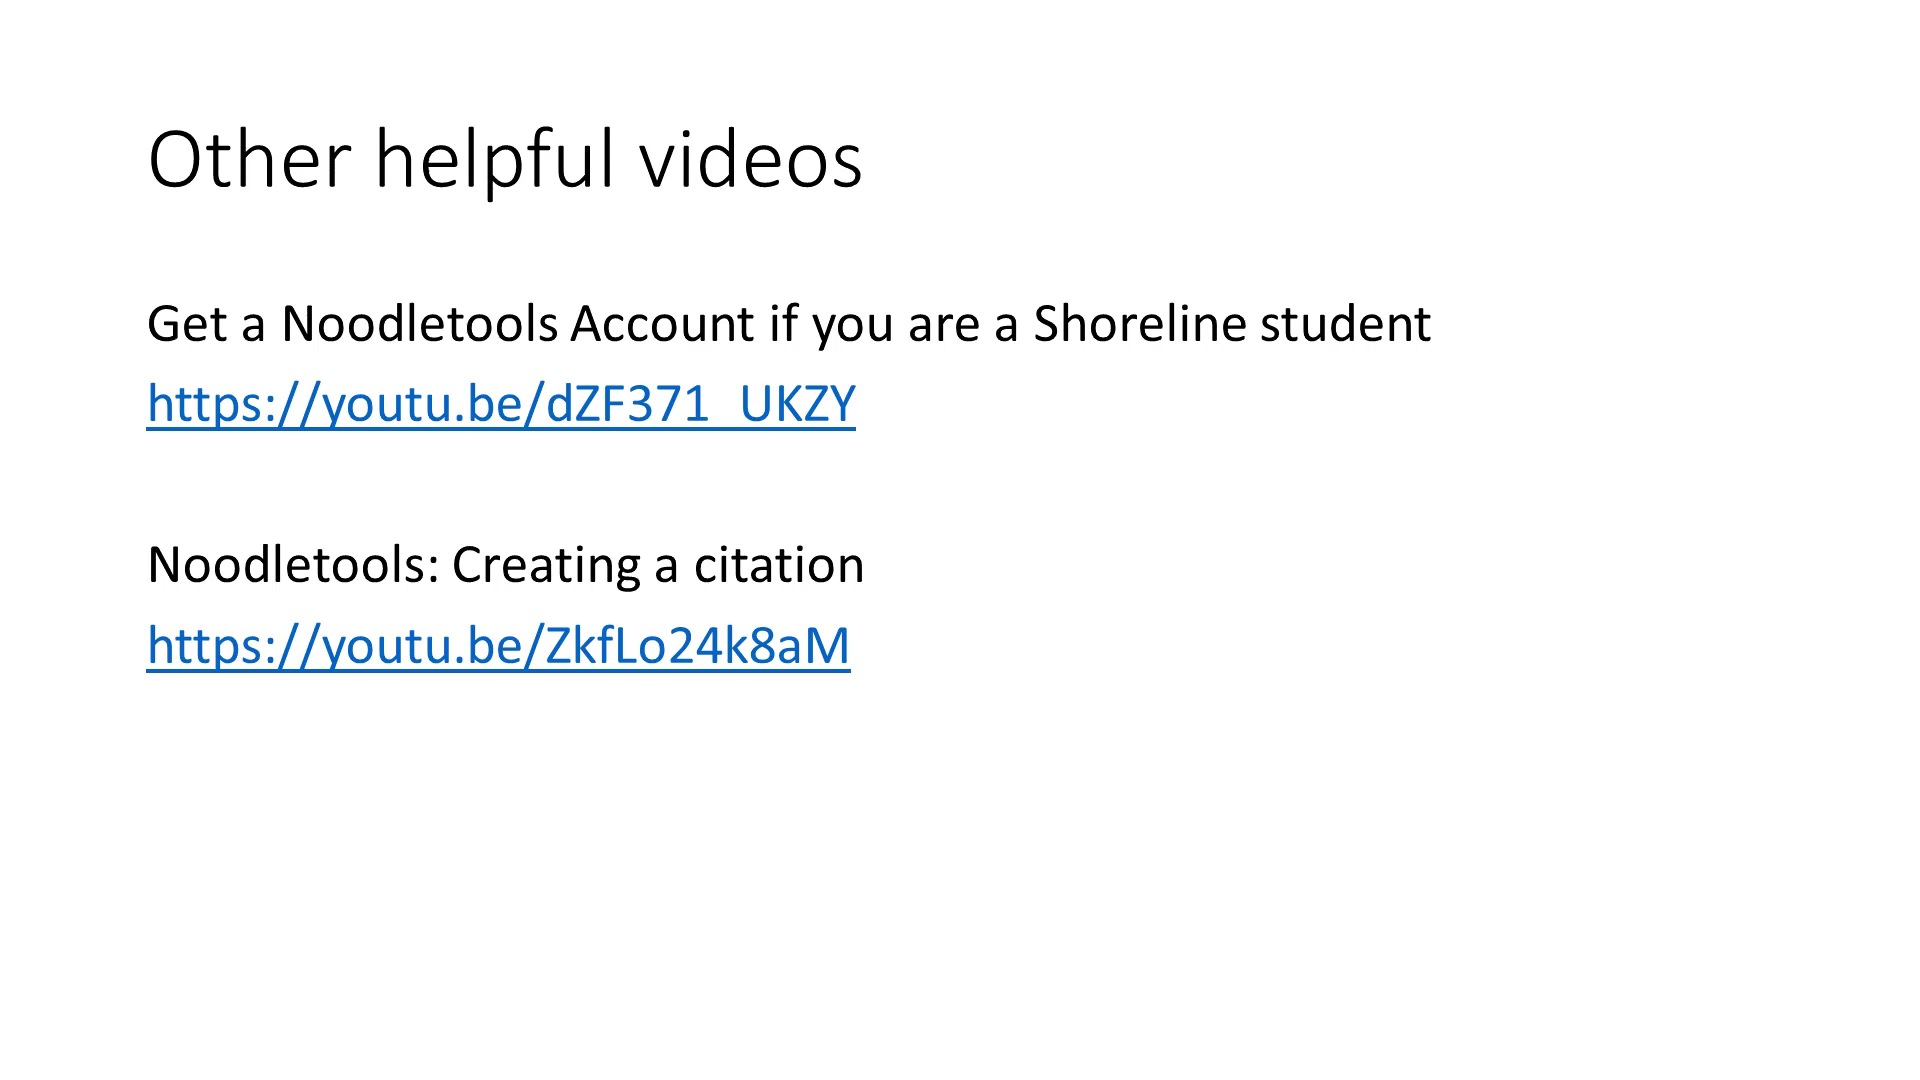 Other helpful videos
Get a Noodletools Account if you are a Shoreline student
https://youtu.be/dZF371_UKZY
Noodletools: Creating a citation
https://youtu.be/ZkfLo24k8aM